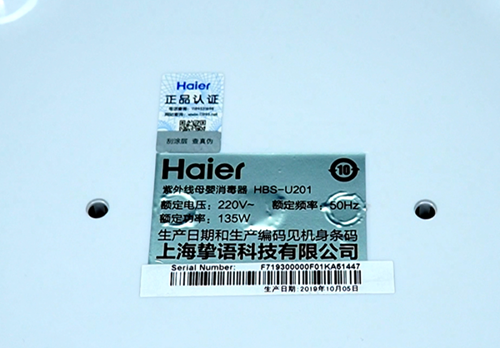 Haier
正品认证
刮涂层 查真伪
Haier
10
紫外线母婴消毒器 HBS-U201
额定电压: 220V~ 额定频率: 50Hz
额定功率: 135W
生产日期和生产编码见机身条码
上海挚语科技有限公司
Serial Number: F719300000F01KA51447
生产日期: 2019年10月05日